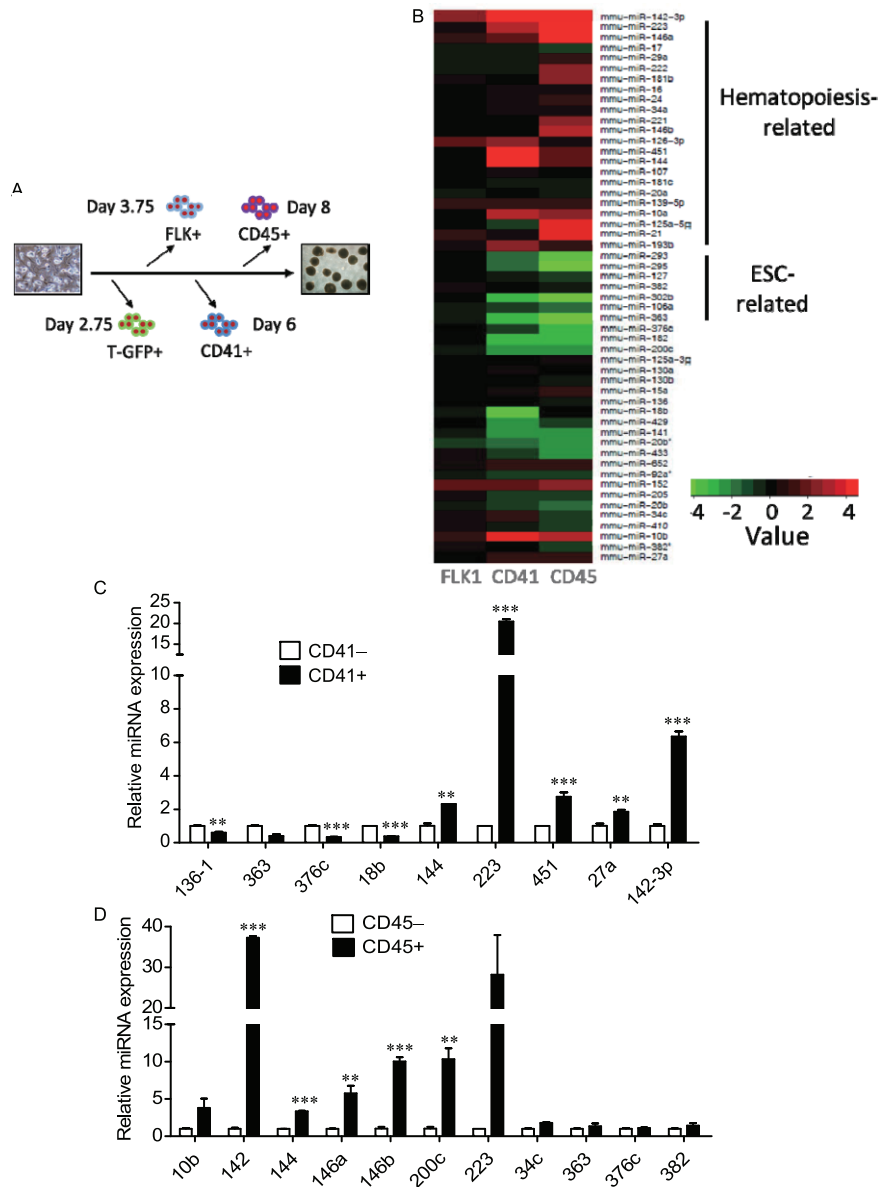 A
Day 3.75
FLK+
CD45+
Day 8
Day 2.75
T-GFP+
CD41+
Day 6
B
mmu-miR-142-3p
mmu-miR-223
mmu-miR-146a
mmu-miR-17
mmu-miR-29a
mmu-miR-222
mmu-miR-181b
mmu-miR-16
mmu-miR-24
mmu-miR-34a
mmu-miR-221
mmu-miR-146b
mmu-miR-126-3p
mmu-miR-451
mmu-miR-144
mmu-miR-107
mmu-miR-181c
mmu-miR-20a
mmu-miR-139-5p
mmu-miR-10a
mmu-miR-125a-5p
mmu-miR-21
mmu-miR-193b
mmu-miR-293
mmu-miR-295
mmu-miR-127
mmu-miR-382
mmu-miR-302b
mmu-miR-106a
mmu-miR-363
mmu-miR-376c
mmu-miR-182
mmu-miR-200c
mmu-miR-125a-3p
mmu-miR-130a
mmu-miR-130b
mmu-miR-15a
mmu-miR-136
mmu-miR-18b
mmu-miR-429
mmu-miR-141
mmu-miR-20b*
mmu-miR-433
mmu-miR-652
mmu-miR-92a*
mmu-miR-152
mmu-miR-205
mmu-miR-20b
mmu-miR-34c
mmu-miR-410
mmu-miR-10b
mmu-miR-382*
mmu-miR-27a
Hematopoiesis-
related
ESC-
related
-4 -2 0 2 4
Value
FLK1 CD41 CD45
C
Relative miRNA expression
25
20
15
10
8
6
4
2
0
CD41–
CD41+
** *** *** ** *** *** ** ***
136-1 363 376c 18b 144 223 451 27a 142-3p
D
Relative miRNA expression
40
30
20
15
10
5
0
CD45–
CD45+
*** *** ** *** **
10b 142 144 146a 146b 200c 223 34c 363 376c 382